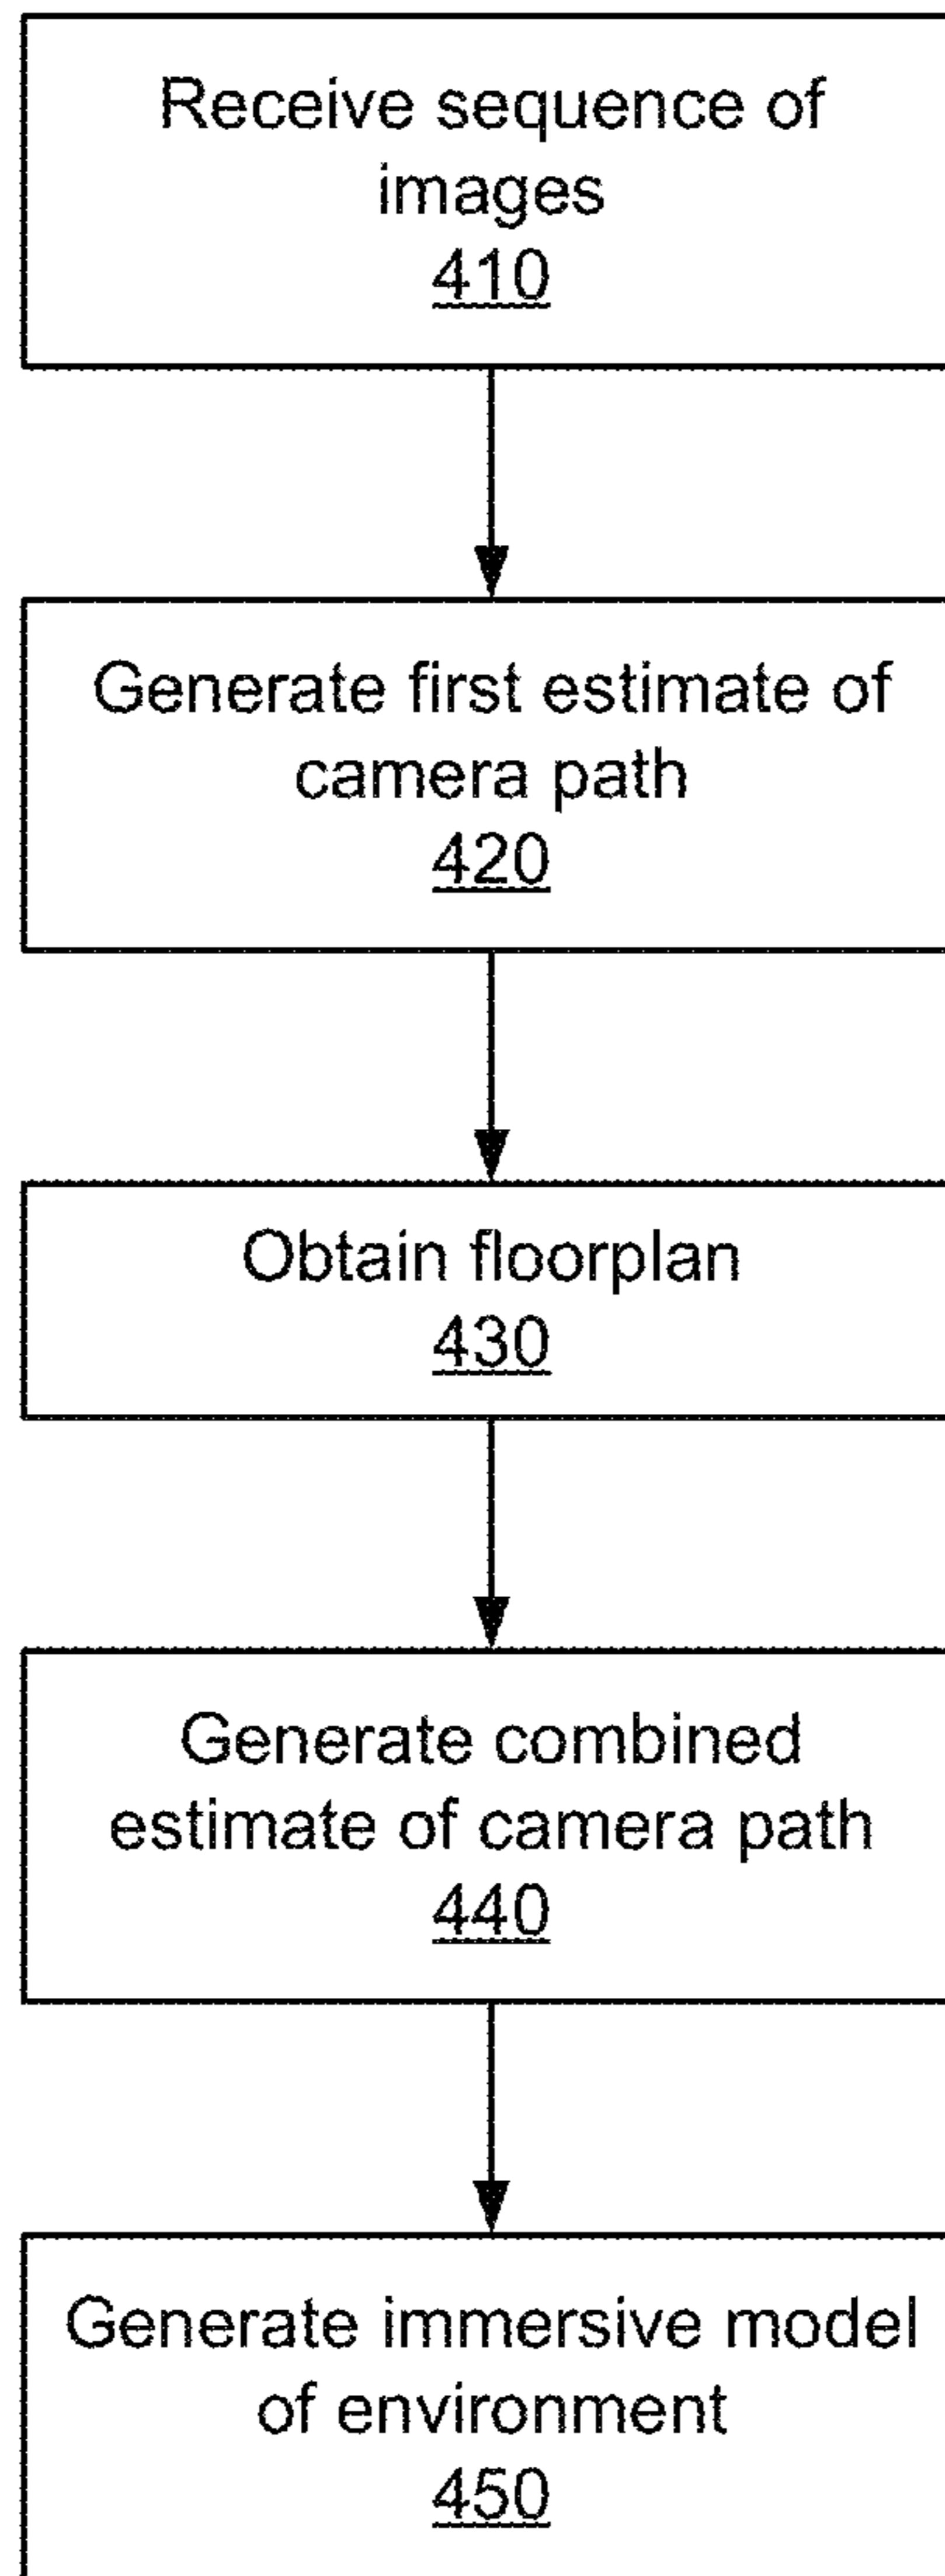 Receive sequence of
images
410
Generate first estimate of
camera path
420
Obtain floorplan
430
Generate combined
estimate of camera path
440
Generate immersive model
of environment
450